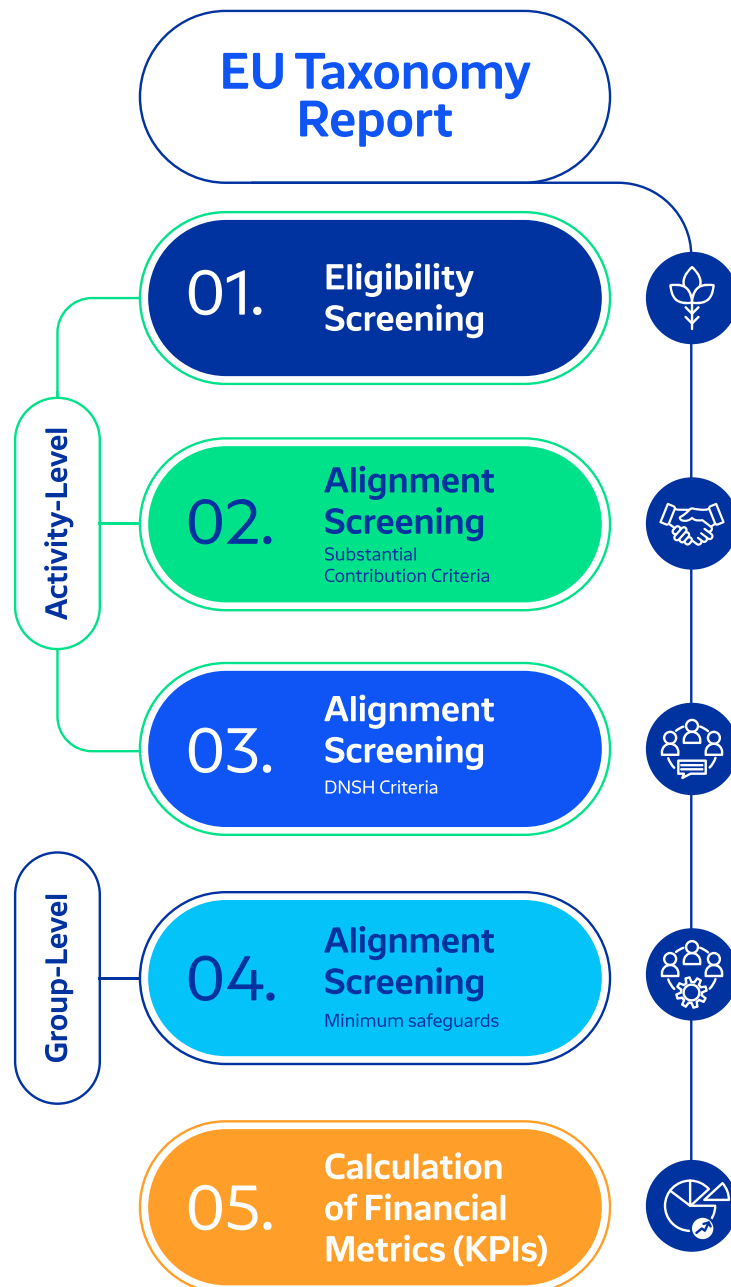 EU Taxonomy
Report
01.
Eligibility
Screening
Activity-Level
02.
Alignment
Screening
Substantial
Contribution Criteria
03.
Alignment
Screening
DNSH Criteria
Group-Level
04.
Alignment
Screening
Minimum safeguards
05.
Calculation
of Financial
Metrics (KPIs)